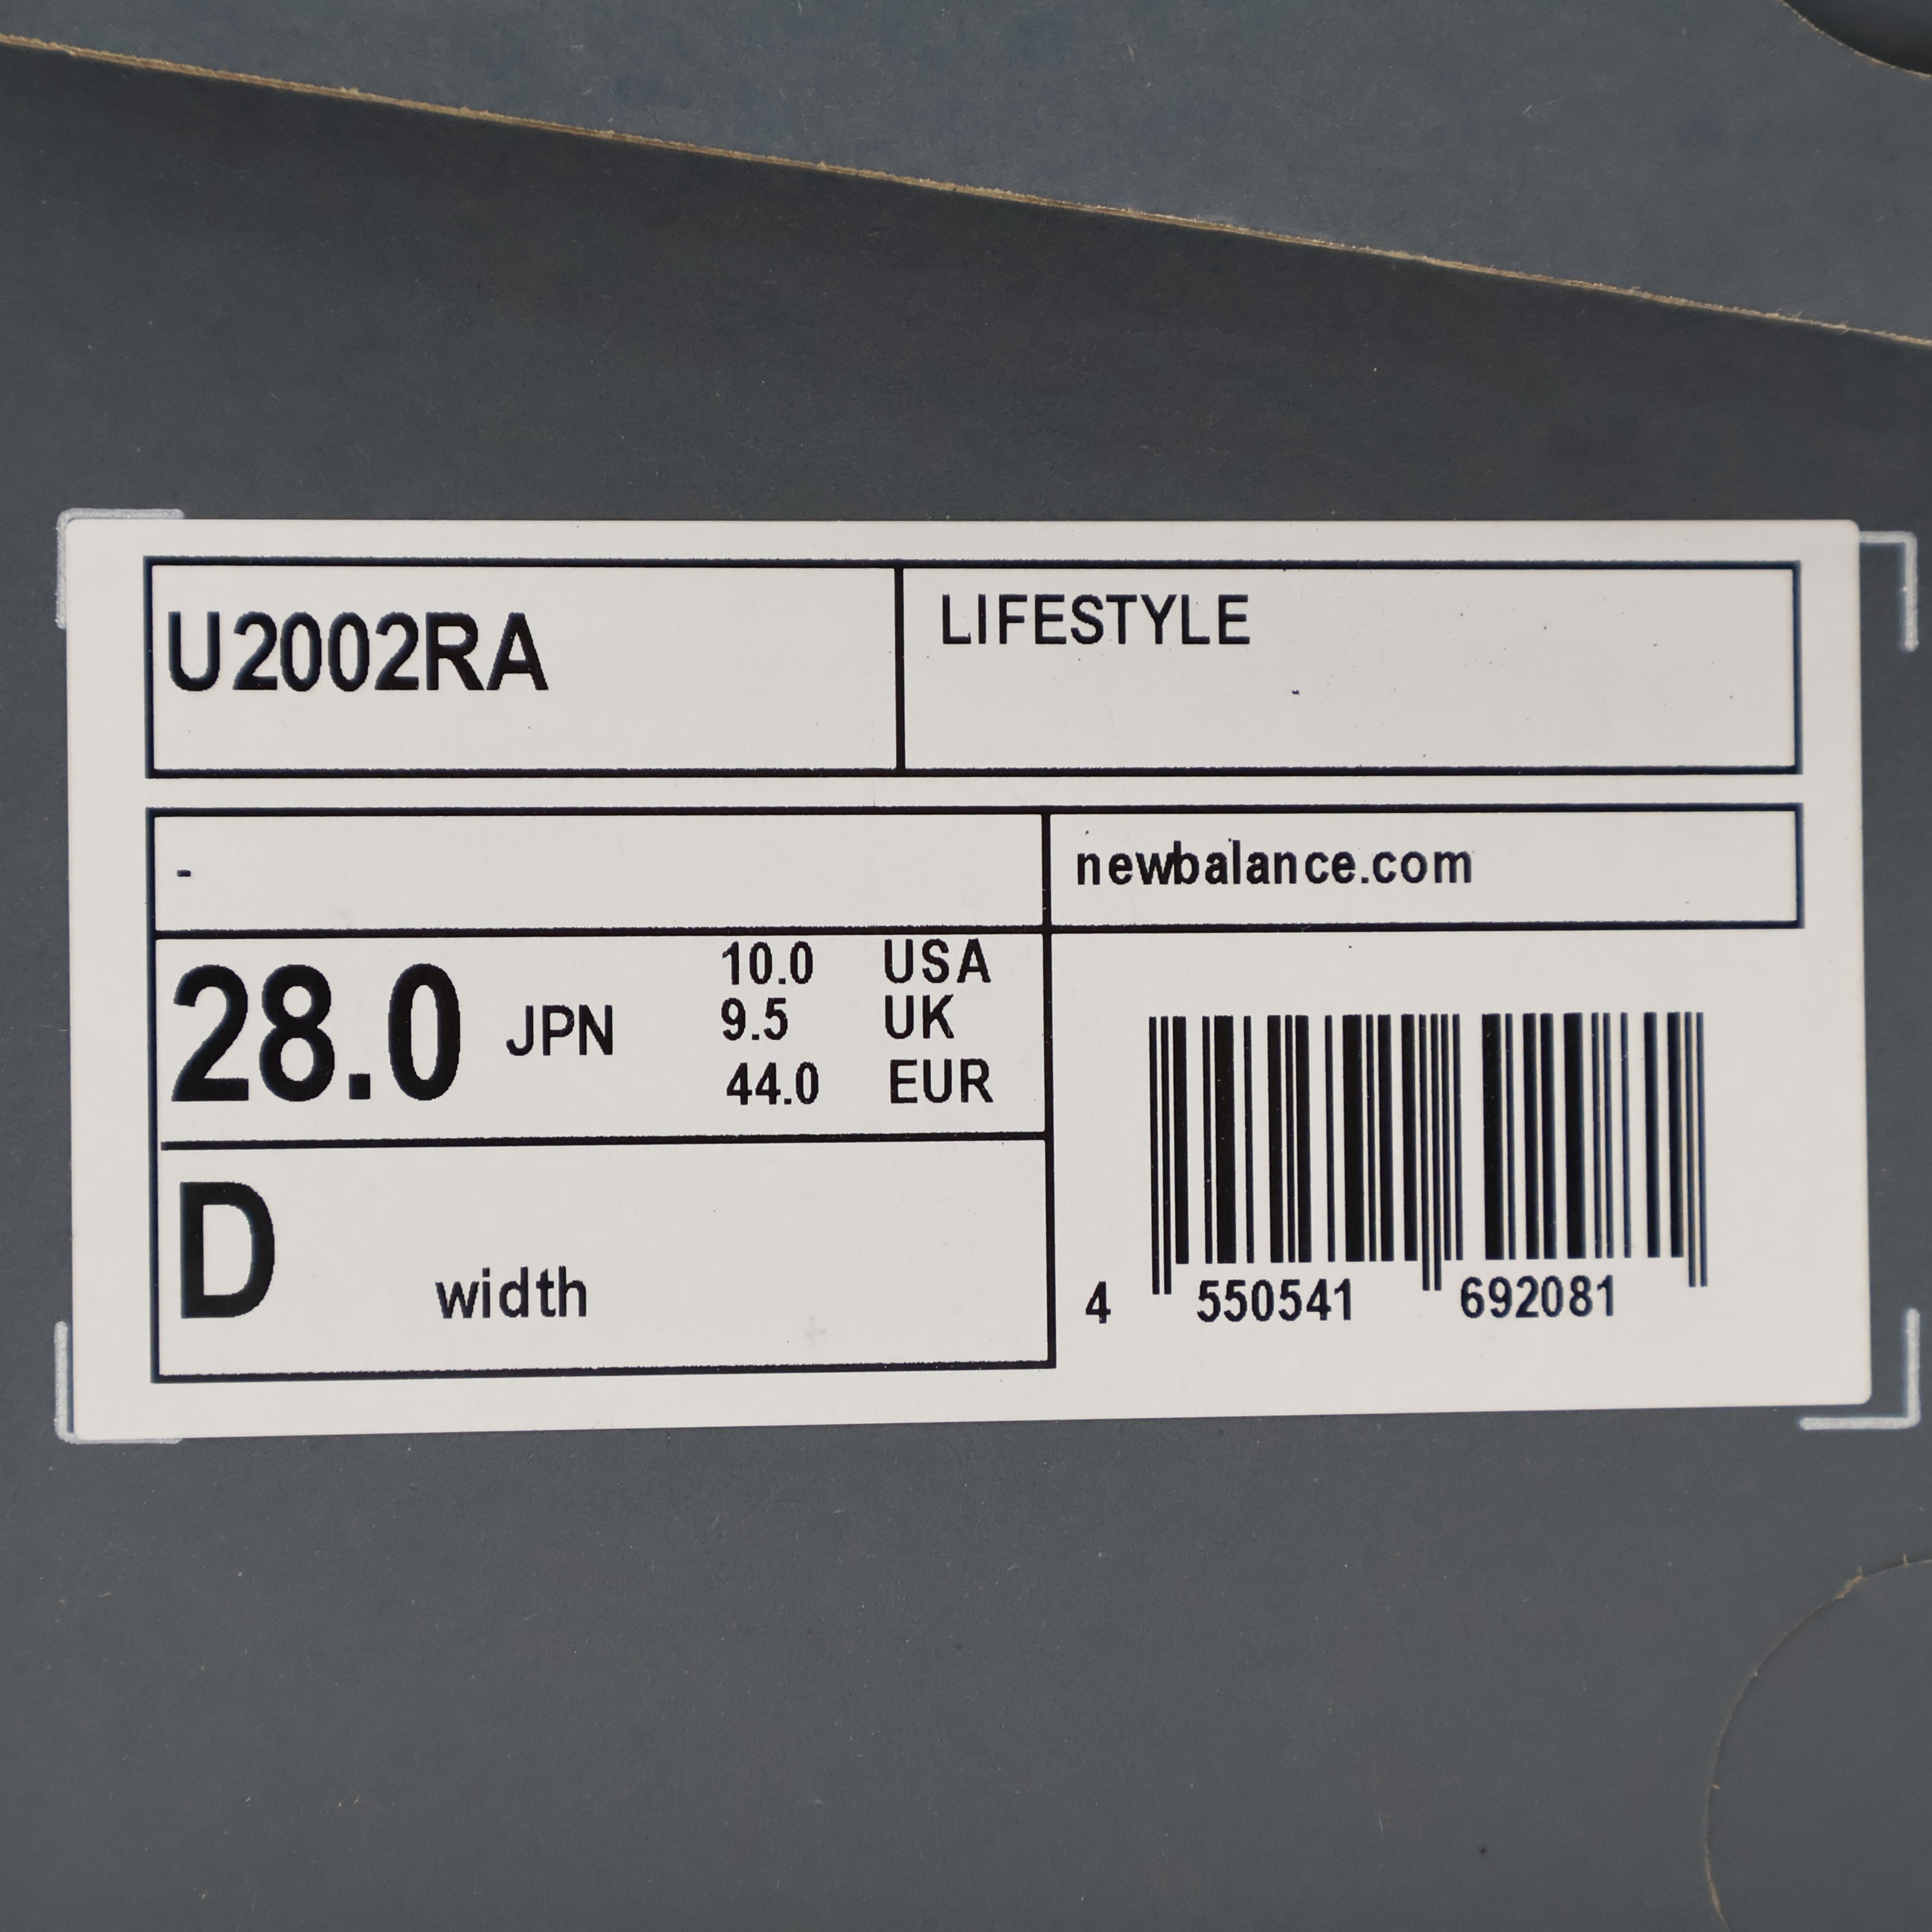 U2002RA
LIFESTYLE
-
newbalance.com
28.0 JPN
10.0 USA
9.5 UK
44.0 EUR
D width
4 550541 692081